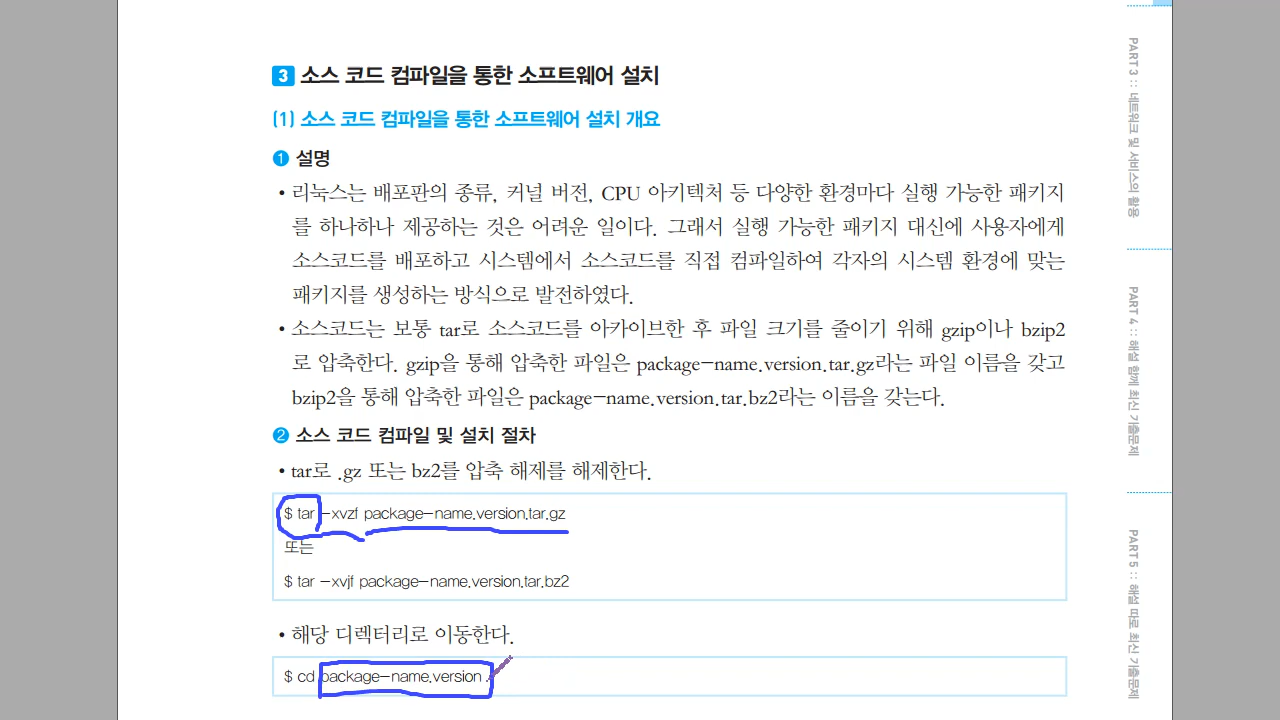 3 소스 코드 컴파일을 통한 소프트웨어 설치
(1) 소스 코드 컴파일을 통한 소프트웨어 설치 개요
1 설명
• 리눅스는 배포판의 종류, 커널 버전, CPU 아키텍저 등 다양한 환경마다 실행 가능한 패키지
를 하나하나 제공하는 것은 어려운 일이다. 그래서 실행 가능한 패키지 대신에 사용자에게
소스코드를 배포하고 시스템에서 소스코드를 직접 컴파일하여 각자의 시스템 환경에 맞는
패키지를 생성하는 방식으로 발전하였다.
• 소스코드는 보통 tar로 소스코드를 아카이브한 후 파일 크기를 줄이기 위해 gzip이나 bzip2
로 압축한다. gzip을 통해 압축한 파일은 package-name.version.tar.gz라는 파일 이름을 갖고
bzip2을 통해 압축한 파일은 package-name.version.tar.bz2라는 이름을 갖는다.
2 소스 코드 컴파일 및 설치 절차
• tar로 .gz 또는 bz2를 압축 해제를 해제한다.
$ tar -xvzf package-name.version.tar.gz
또는
$ tar -xvjf package-name.version.tar.bz2
• 해당 디렉터리로 이동한다.
$ cd package-name.version
PART 3 :: 네트워크 및 서비스의 활용
PART 4 :: 해설 함께 최신 기출문제
PART 5 :: 해설 따로 최신 기출문제